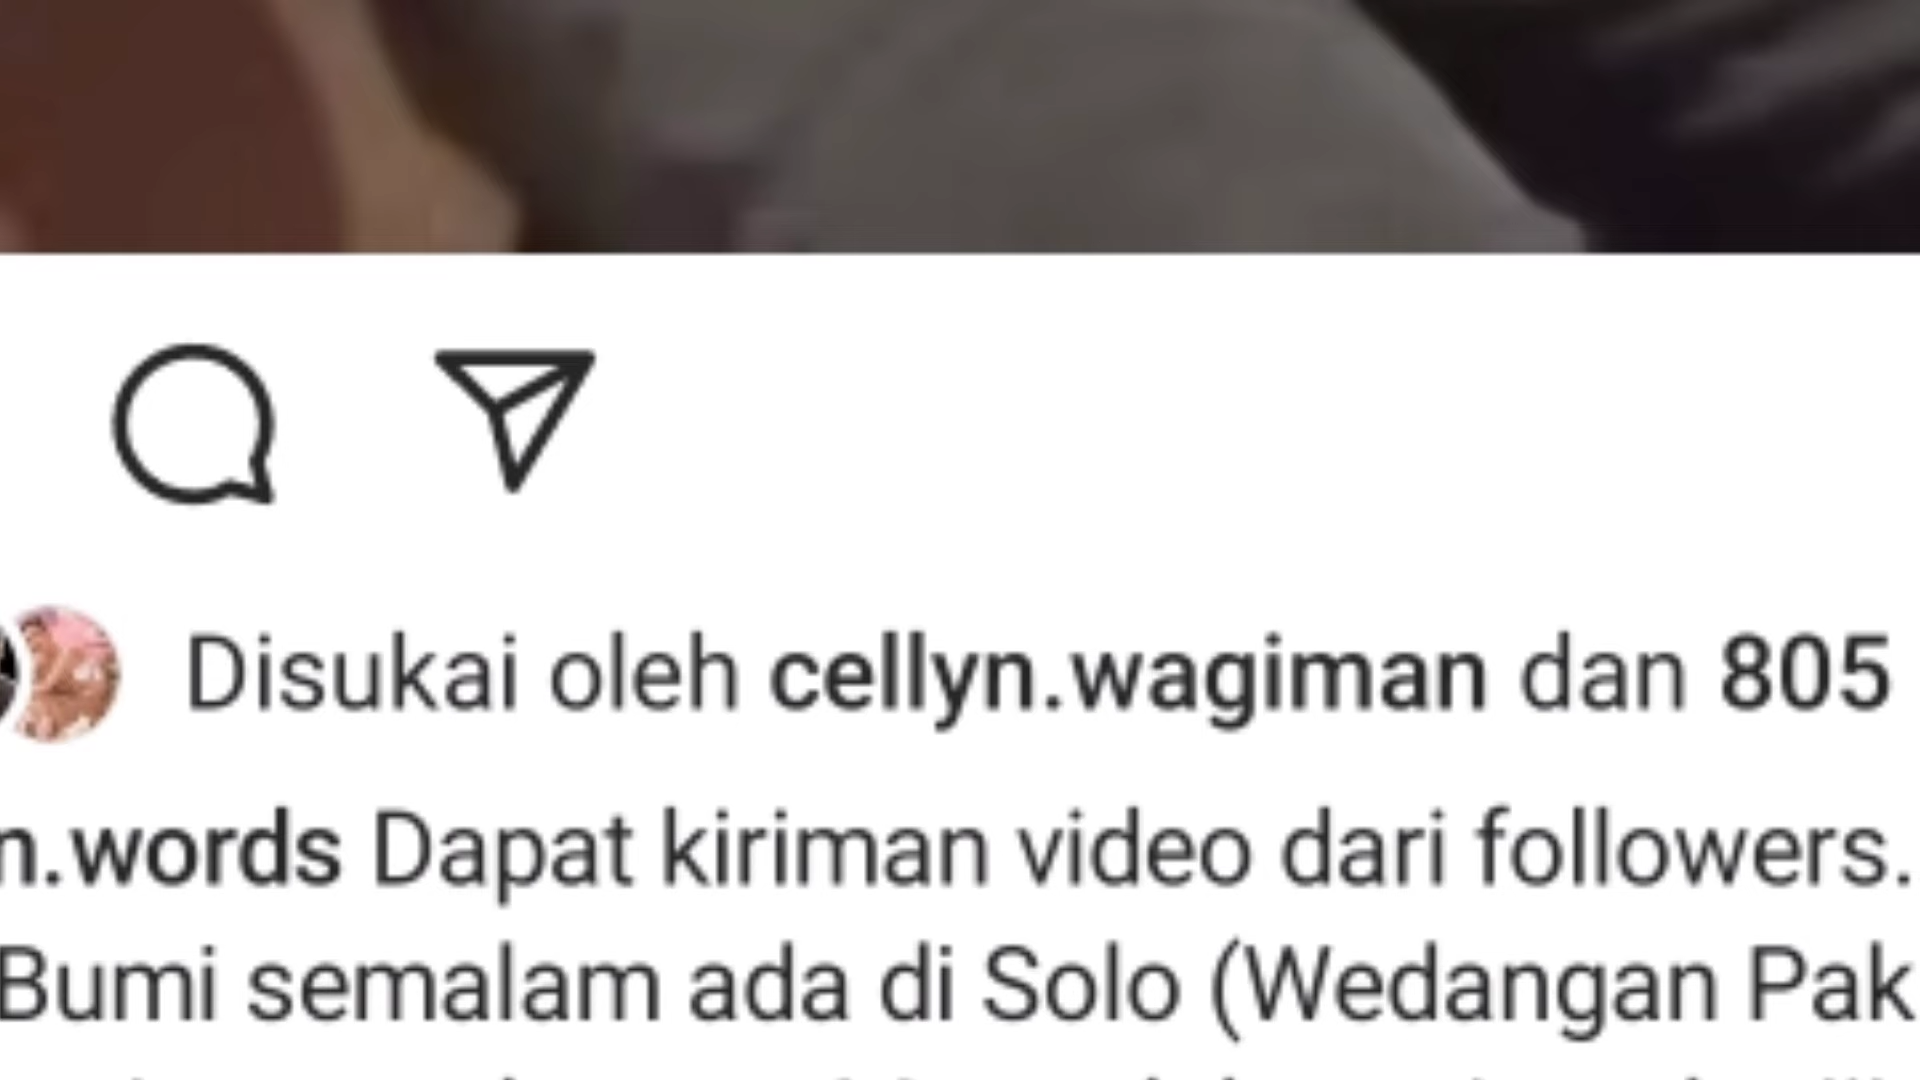 Disukai oleh cellyn.wagiman dan 805
n.words Dapat kiriman video dari followers.
Bumi semalam ada di Solo (Wedangan Pak